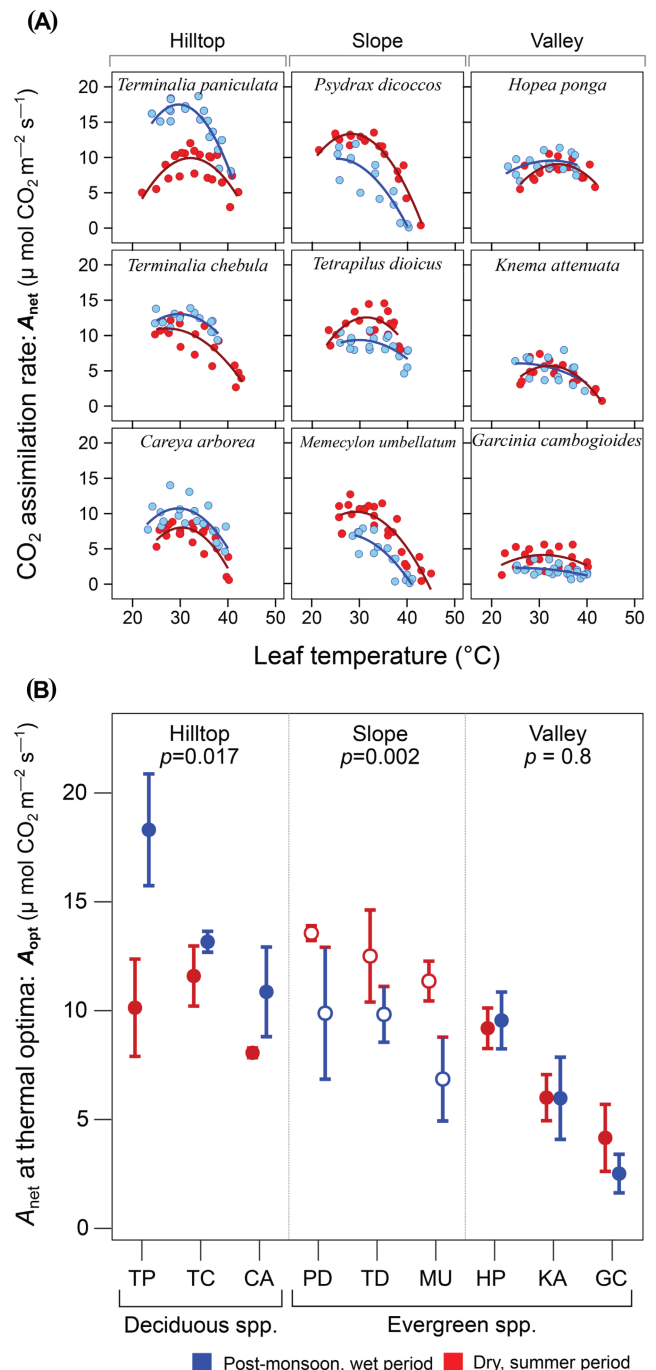 (A)
Hilltop Slope Valley
Terminalia paniculata Psydrax dicoccos Hopea ponga
20
15
10
5
0
Terminalia chebula Tetrapilus dioicus Knema attenuata
20
15
10
5
0
Careya arborea Memecylon umbellatum Garcinia cambogioides
20
15
10
5
0
CO2 assimilation rate: Anet (µ mol CO2 m−2 s−1)
20 30 40 50 20 30 40 50 20 30 40 50
Leaf temperature (°C)
(B)
Hilltop Slope Valley
p=0.017 p=0.002 p = 0.8
20
15
10
5
0
Anet at thermal optima: Aopt (µ mol CO2 m−2 s−1)
TP TC CA PD TD MU HP KA GC
Deciduous spp. Evergreen spp.
Post-monsoon, wet period Dry, summer period